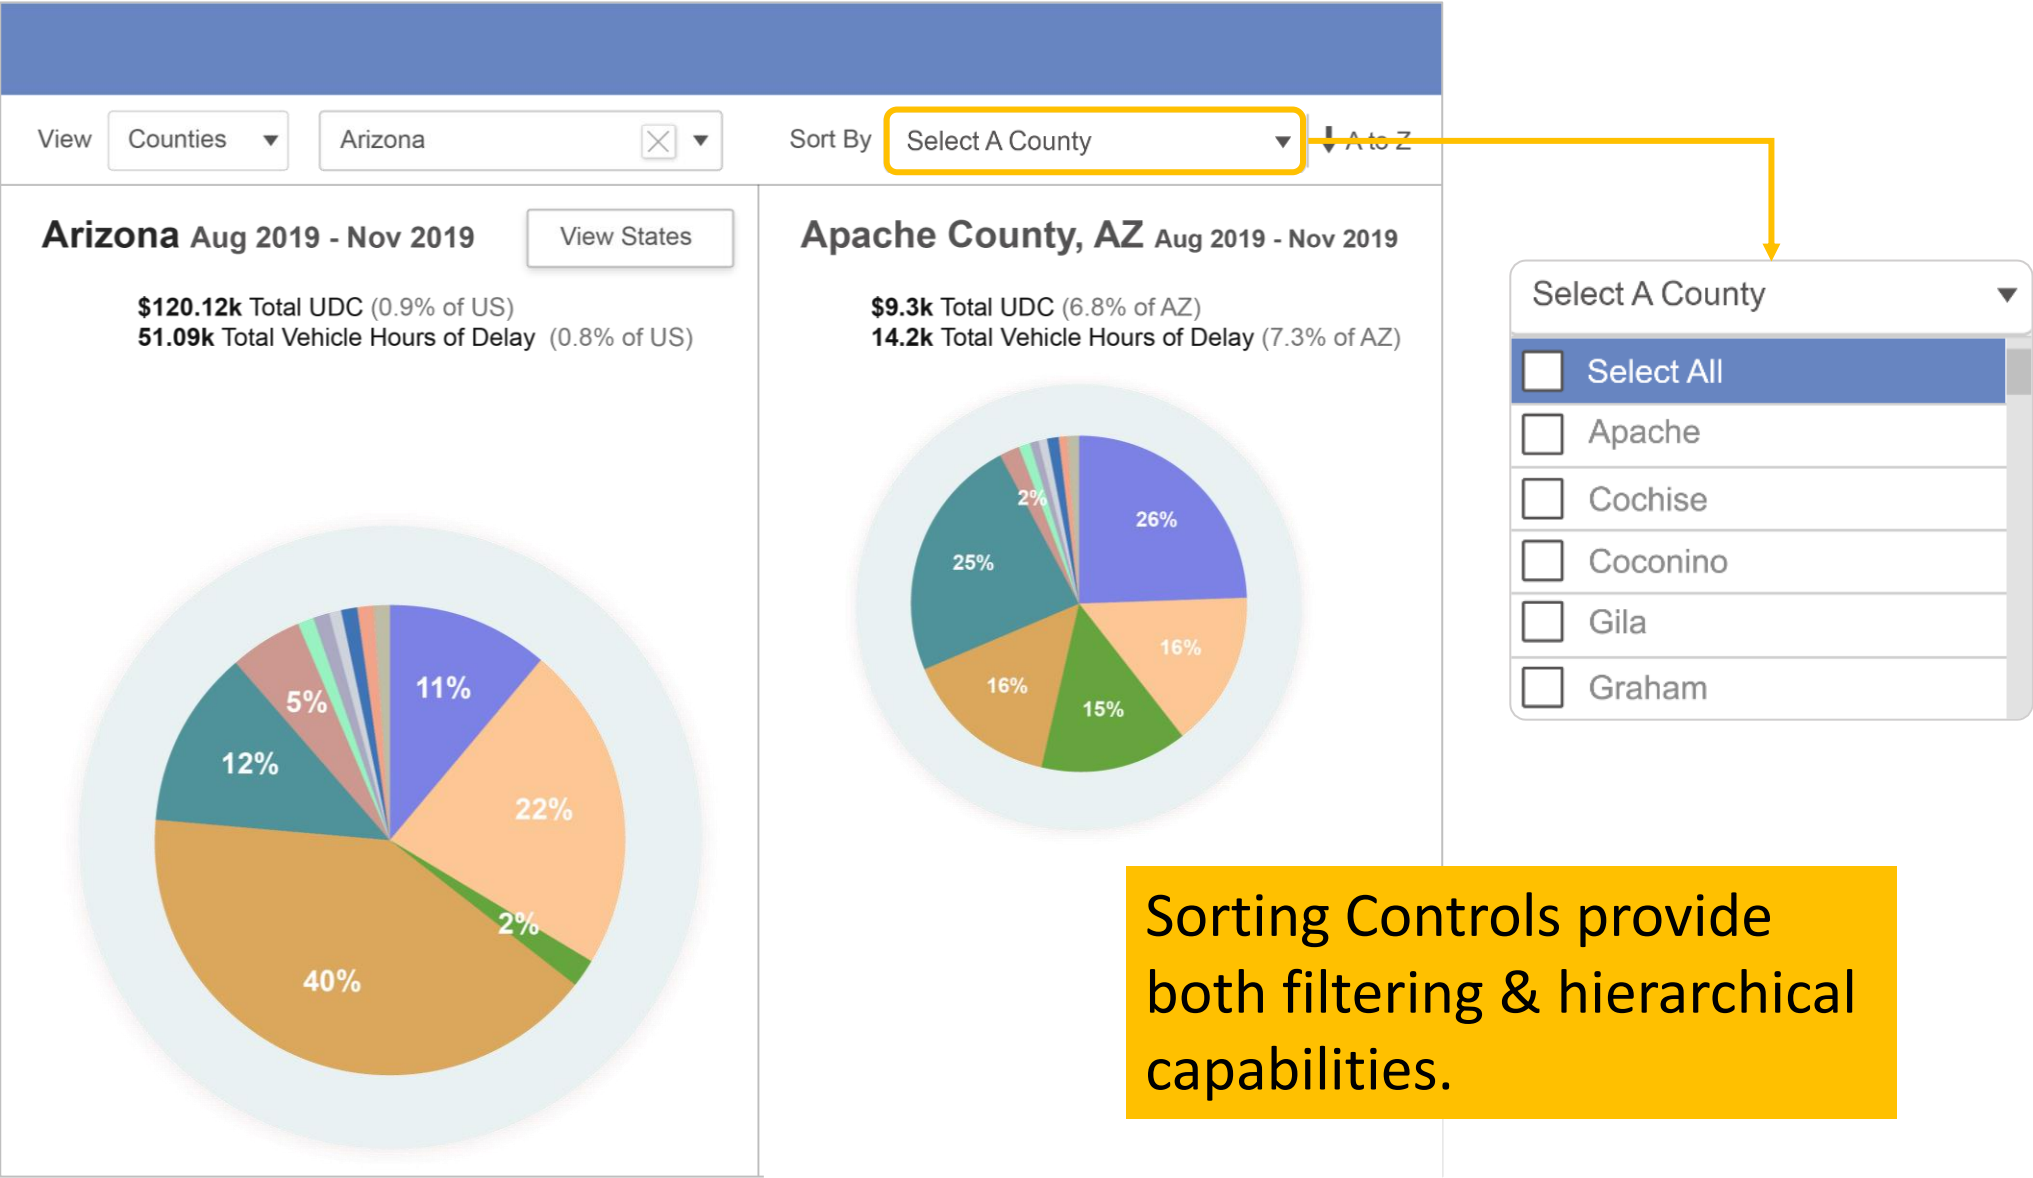 View Counties Arizona Sort By Select A County A to Z
Arizona Aug 2019 - Nov 2019 View States
$120.12k Total UDC (0.9% of US)
51.09k Total Vehicle Hours of Delay (0.8% of US)
11%
22%
2%
40%
12%
5%
Apache County, AZ Aug 2019 - Nov 2019
$9.3k Total UDC (6.8% of AZ)
14.2k Total Vehicle Hours of Delay (7.3% of AZ)
26%
16%
15%
16%
25%
2%
Select A County
Select All
Apache
Cochise
Coconino
Gila
Graham
Sorting Controls provide
both filtering & hierarchical
capabilities.